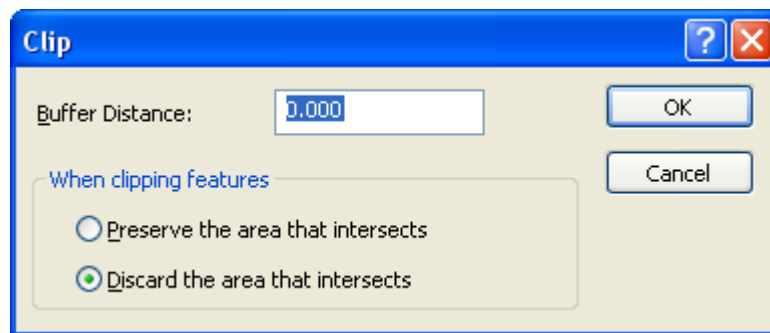 Clip
?
Buffer Distance: 0.000 OK
When clipping features Cancel
Preserve the area that intersects
Discard the area that intersects